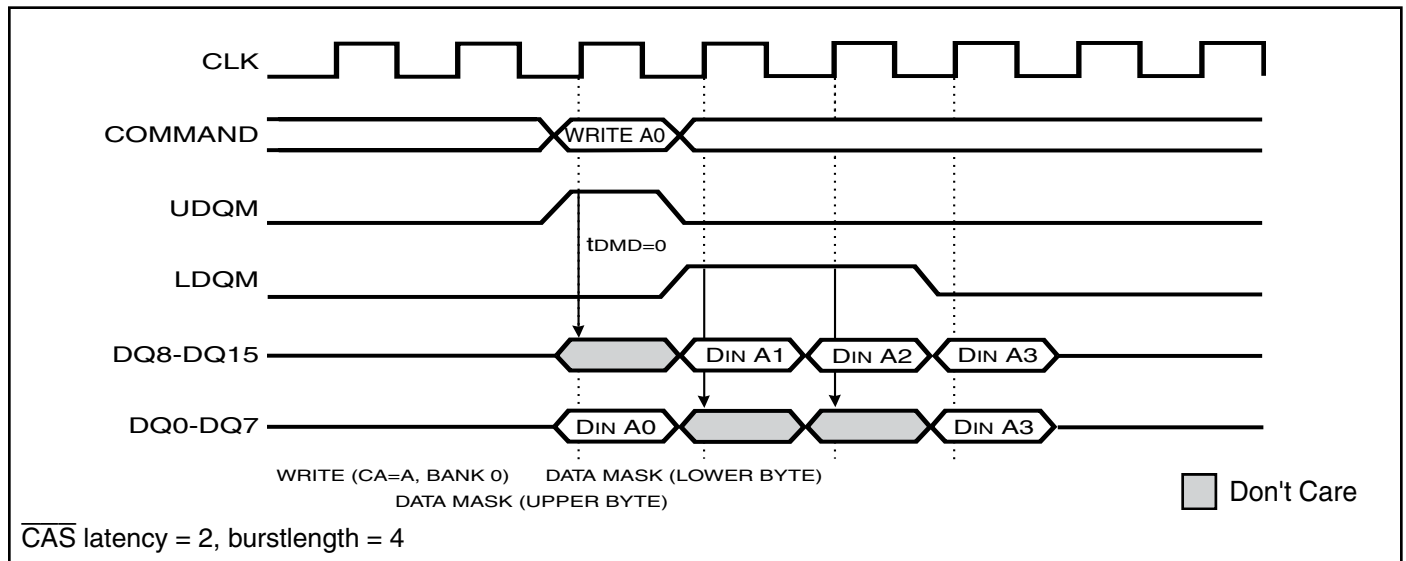 CLK
COMMAND WRITE A0
UDQM
tDMD=0
LDQM
DQ8-DQ15 DIN A1 DIN A2 DIN A3
DQ0-DQ7 DIN A0 DIN A3
WRITE (CA=A, BANK 0) DATA MASK (LOWER BYTE)
DATA MASK (UPPER BYTE)
Don't Care
CAS latency = 2, burstlength = 4